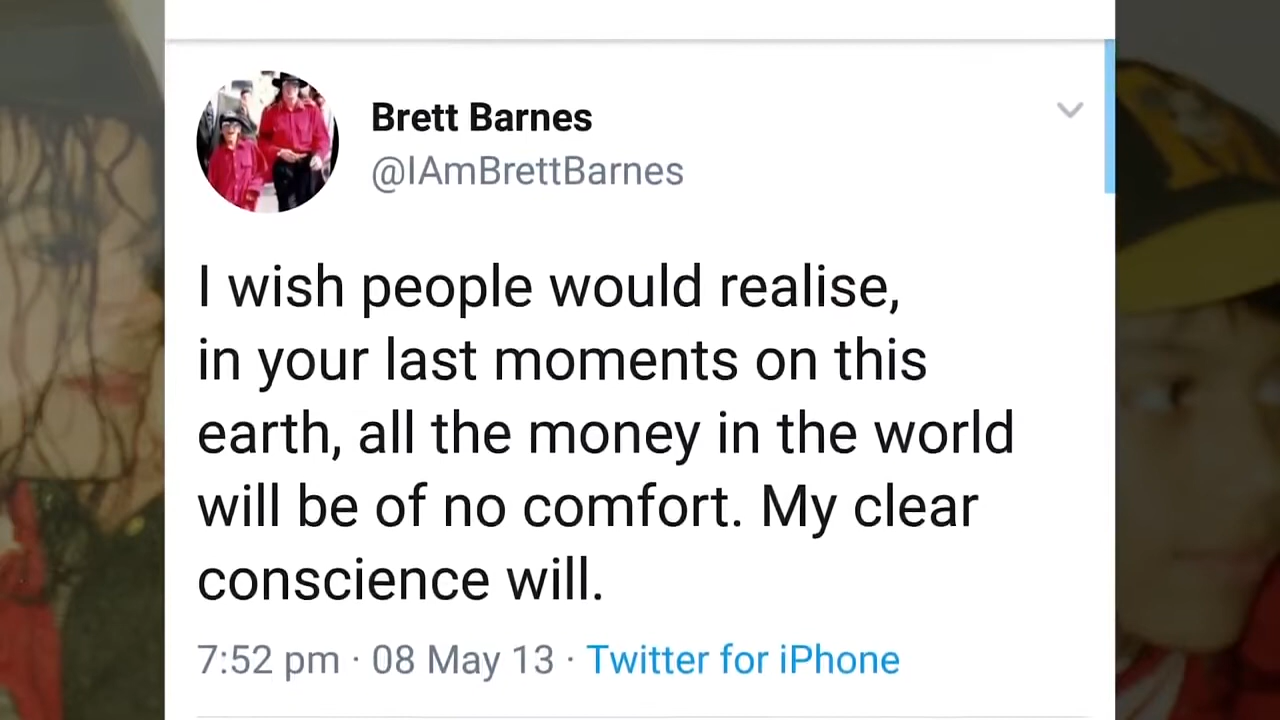 Brett Barnes
@IAmBrettBarnes
I wish people would realise,
in your last moments on this
earth, all the money in the world
will be of no comfort. My clear
conscience will.
7:52 pm · 08 May 13 · Twitter for iPhone